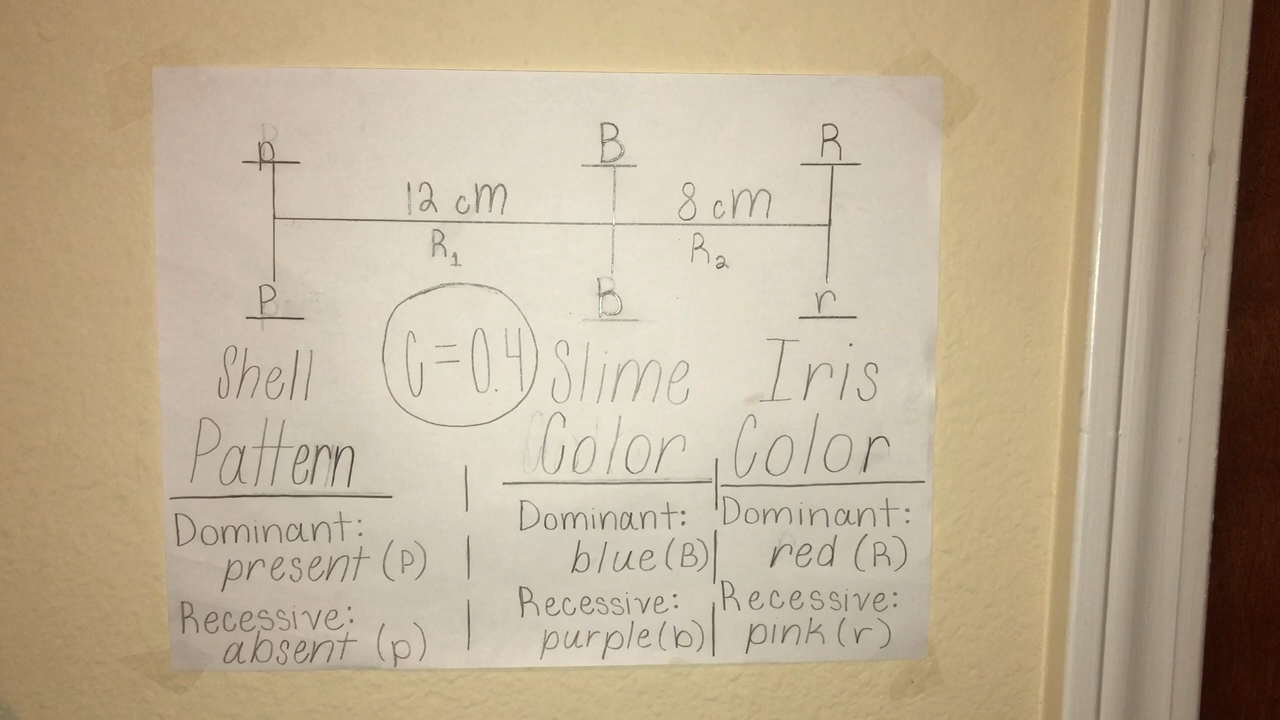 p B R
12 cM 8 cM
R₁ R₂
P b r
C=0.4
Shell Pattern
Slime Color
Iris Color
Dominant: present (P)
Recessive: absent (p)
Dominant: blue (B)
Recessive: purple (b)
Dominant: red (R)
Recessive: pink (r)